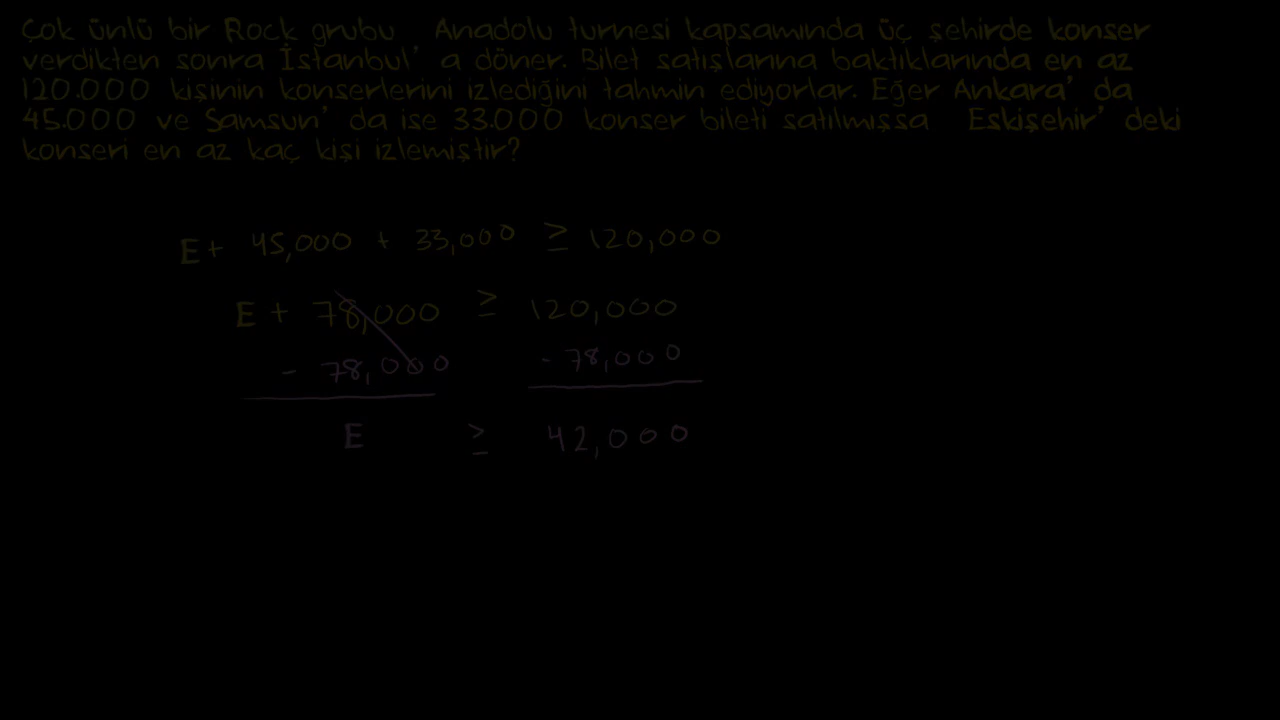 Çok ünlü bir Rock grubu Anadolu turnesi kapsamında üç şehirde konser
verdikten sonra İstanbul' a döner. Bilet satışlarına baktıklarında en az
120.000 kişinin konserlerini izlediğini tahmin ediyorlar. Eğer Ankara' da
45.000 ve Samsun' da ise 33.000 konser bileti satılmışsa Eskişehir' deki
konseri en az kaç kişi izlemiştir?
E + 45,000 + 33,000 ≥ 120,000
E + 78,000 ≥ 120,000
- 78,000 - 78,000
E ≥ 42,000